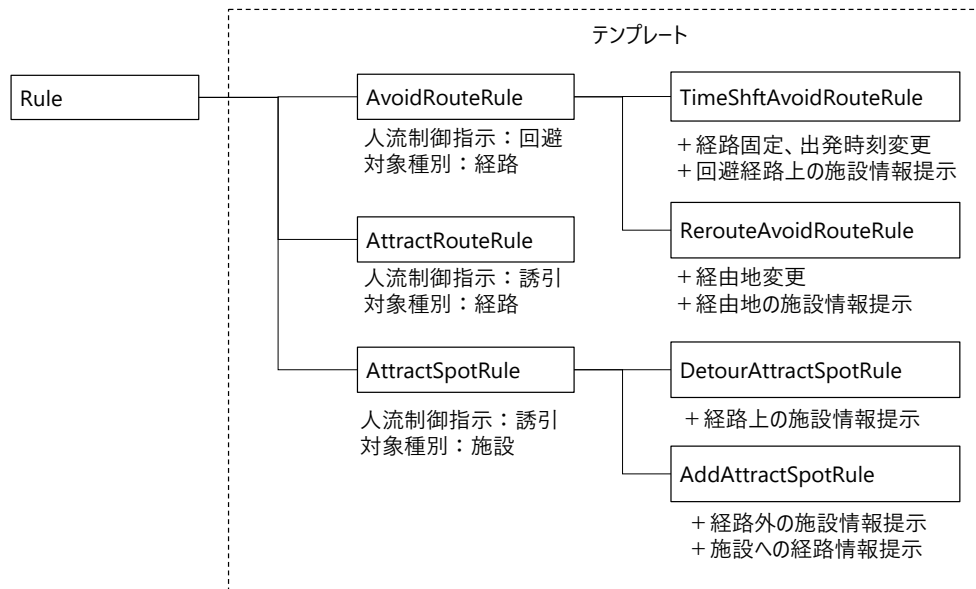 テンプレート
Rule
AvoidRouteRule
人流制御指示：回避
対象種別：経路
TimeShftAvoidRouteRule
＋経路固定、出発時刻変更
＋回避経路上の施設情報提示
RerouteAvoidRouteRule
＋経由地変更
＋経由地の施設情報提示
AttractRouteRule
人流制御指示：誘引
対象種別：経路
AttractSpotRule
人流制御指示：誘引
対象種別：施設
DetourAttractSpotRule
＋経路上の施設情報提示
AddAttractSpotRule
＋経路外の施設情報提示
＋施設への経路情報提示